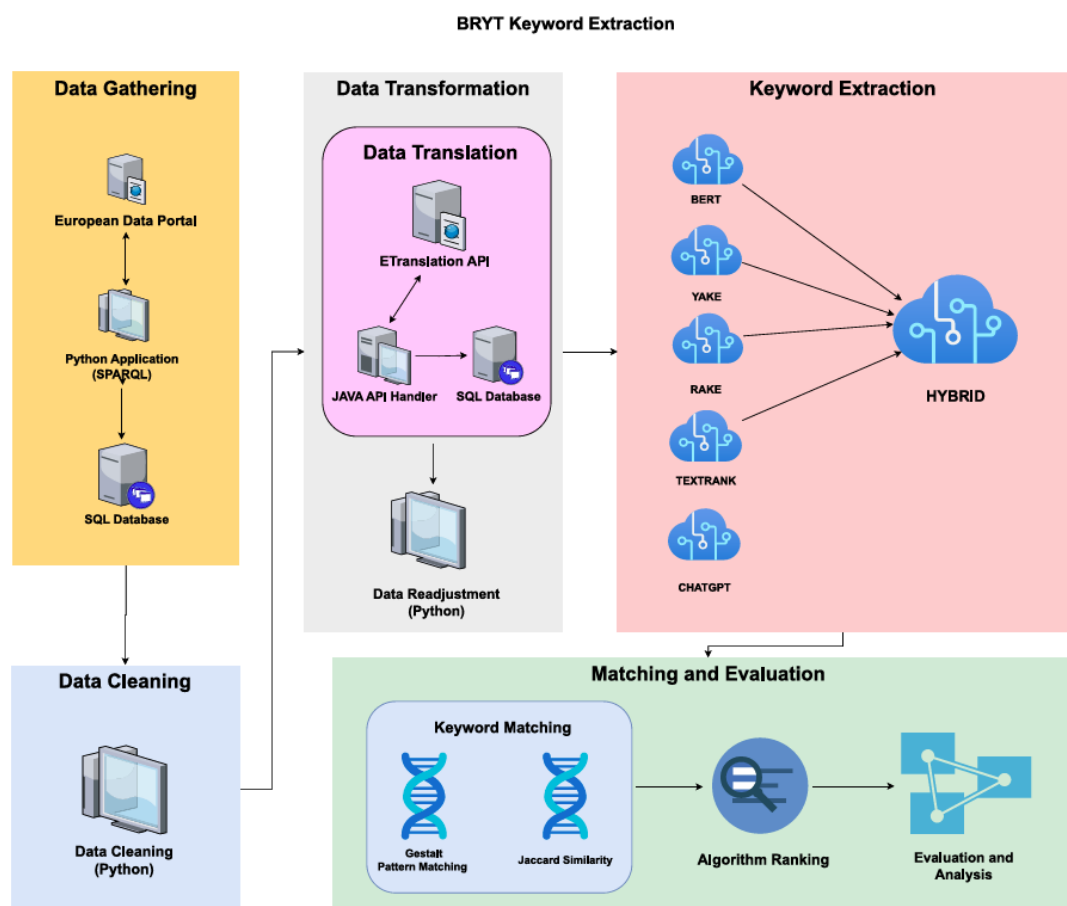 BRYT Keyword Extraction
Data Gathering
European Data Portal
Python Application
(SPARQL)
SQL Database
Data Cleaning
Data Cleaning
(Python)
Data Transformation
Data Translation
ETranslation API
JAVA API Handler
SQL Database
Data Readjustment
(Python)
Keyword Extraction
BERT
YAKE
RAKE
TEXTRANK
CHATGPT
HYBRID
Matching and Evaluation
Keyword Matching
Gestalt
Pattern Matching
Jaccard Similarity
Algorithm Ranking
Evaluation and
Analysis